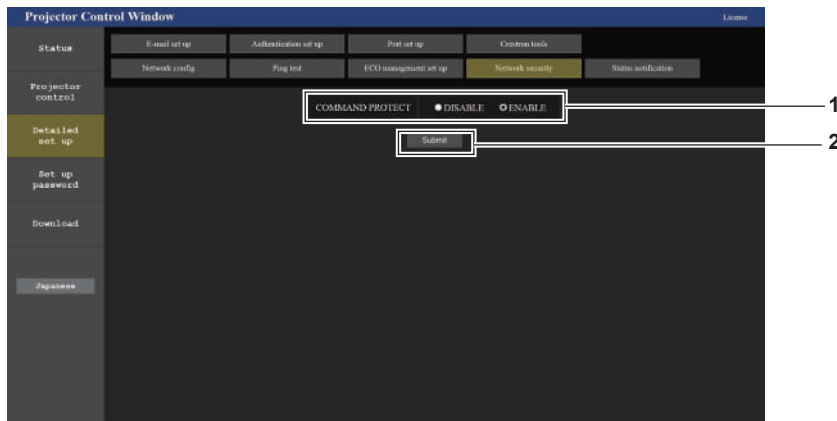 Projector Control Window License
Status
E-mail set up Authentication set up Port set up Crestron tools
Network config Ping test ECO management set up Network security Status notification
Projector
control
COMMAND PROTECT DISABLE ENABLE 1
Detailed
set up
Submit 2
Set up
password
Download
Japanese